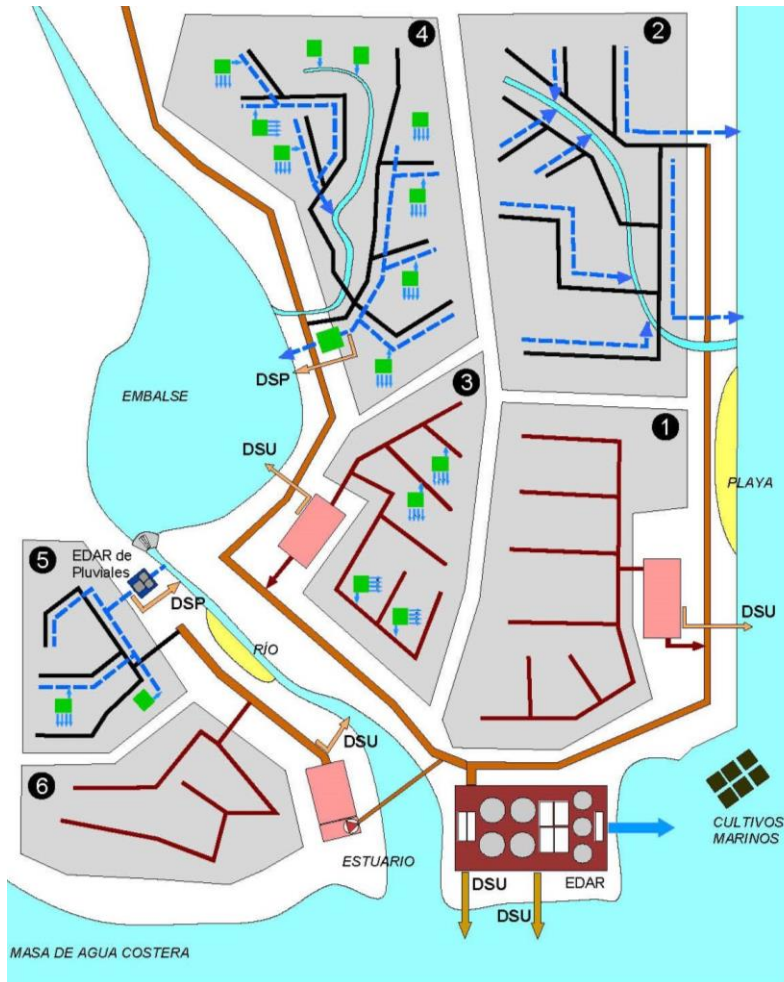 4
2
DSP
EMBALSE
3
1
DSU
PLAYA
5
EDAR de
Pluviales
DSP
DSU
RÍO
DSU
6
CULTIVOS
MARINOS
ESTUARIO
DSU
EDAR
DSU
MASA DE AGUA COSTERA